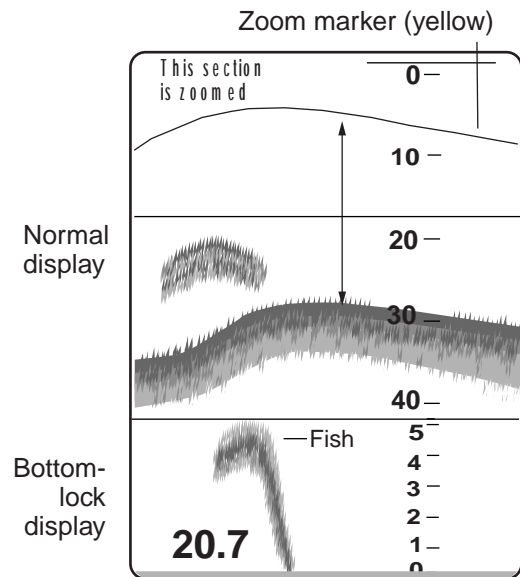 Zoom marker (yellow)
This section
is zoomed
0
10
Normal
display
20
30
40
Bottom-
lock
display
Fish
5
4
3
2
1
0
20.7